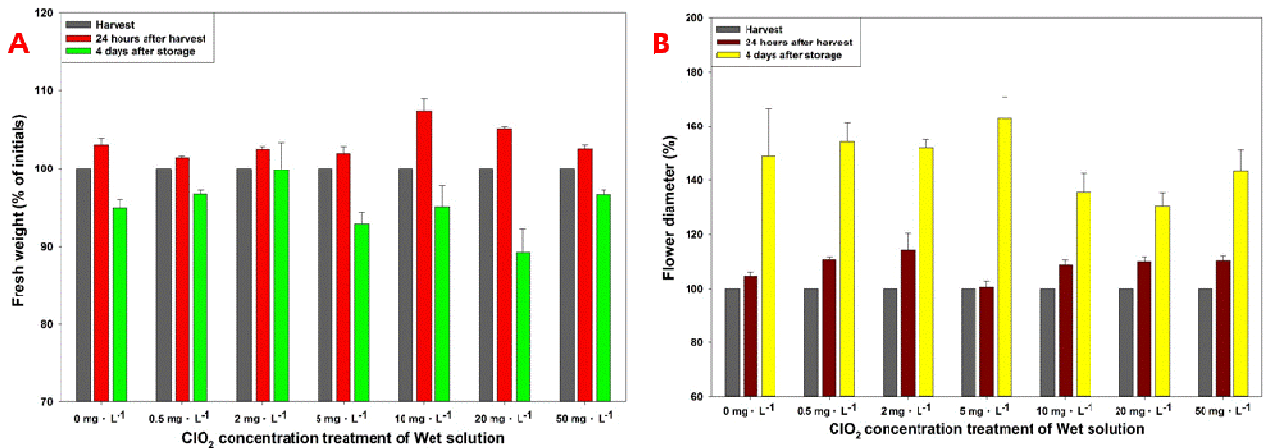 A
120
110
100
90
80
70
Fresh weight (% of initials)
Harvest
24 hours after harvest
4 days after storage
0 mg · L-1
0.5 mg · L-1
2 mg · L-1
5 mg · L-1
10 mg · L-1
20 mg · L-1
50 mg · L-1
ClO2 concentration treatment of Wet solution
B
200
180
160
140
120
100
80
60
Flower diameter (%)
Harvest
24 hours after harvest
4 days after storage
0 mg · L-1
0.5 mg · L-1
2 mg · L-1
5 mg · L-1
10 mg · L-1
20 mg · L-1
50 mg · L-1
ClO2 concentration treatment of Wet solution